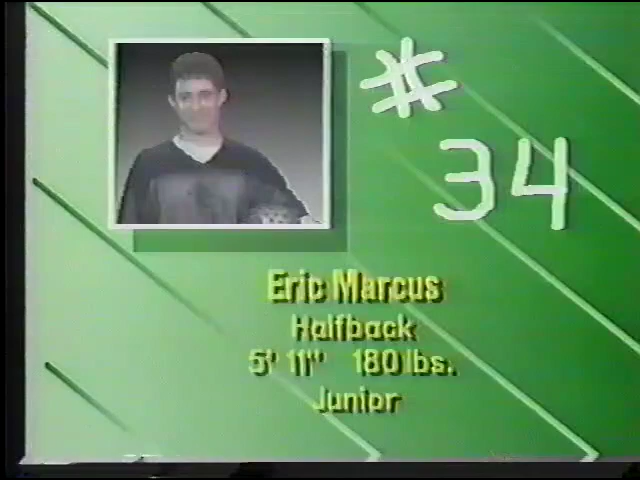 # 34
Eric Marcus
Halfback
5' 11" 180 lbs.
Junior